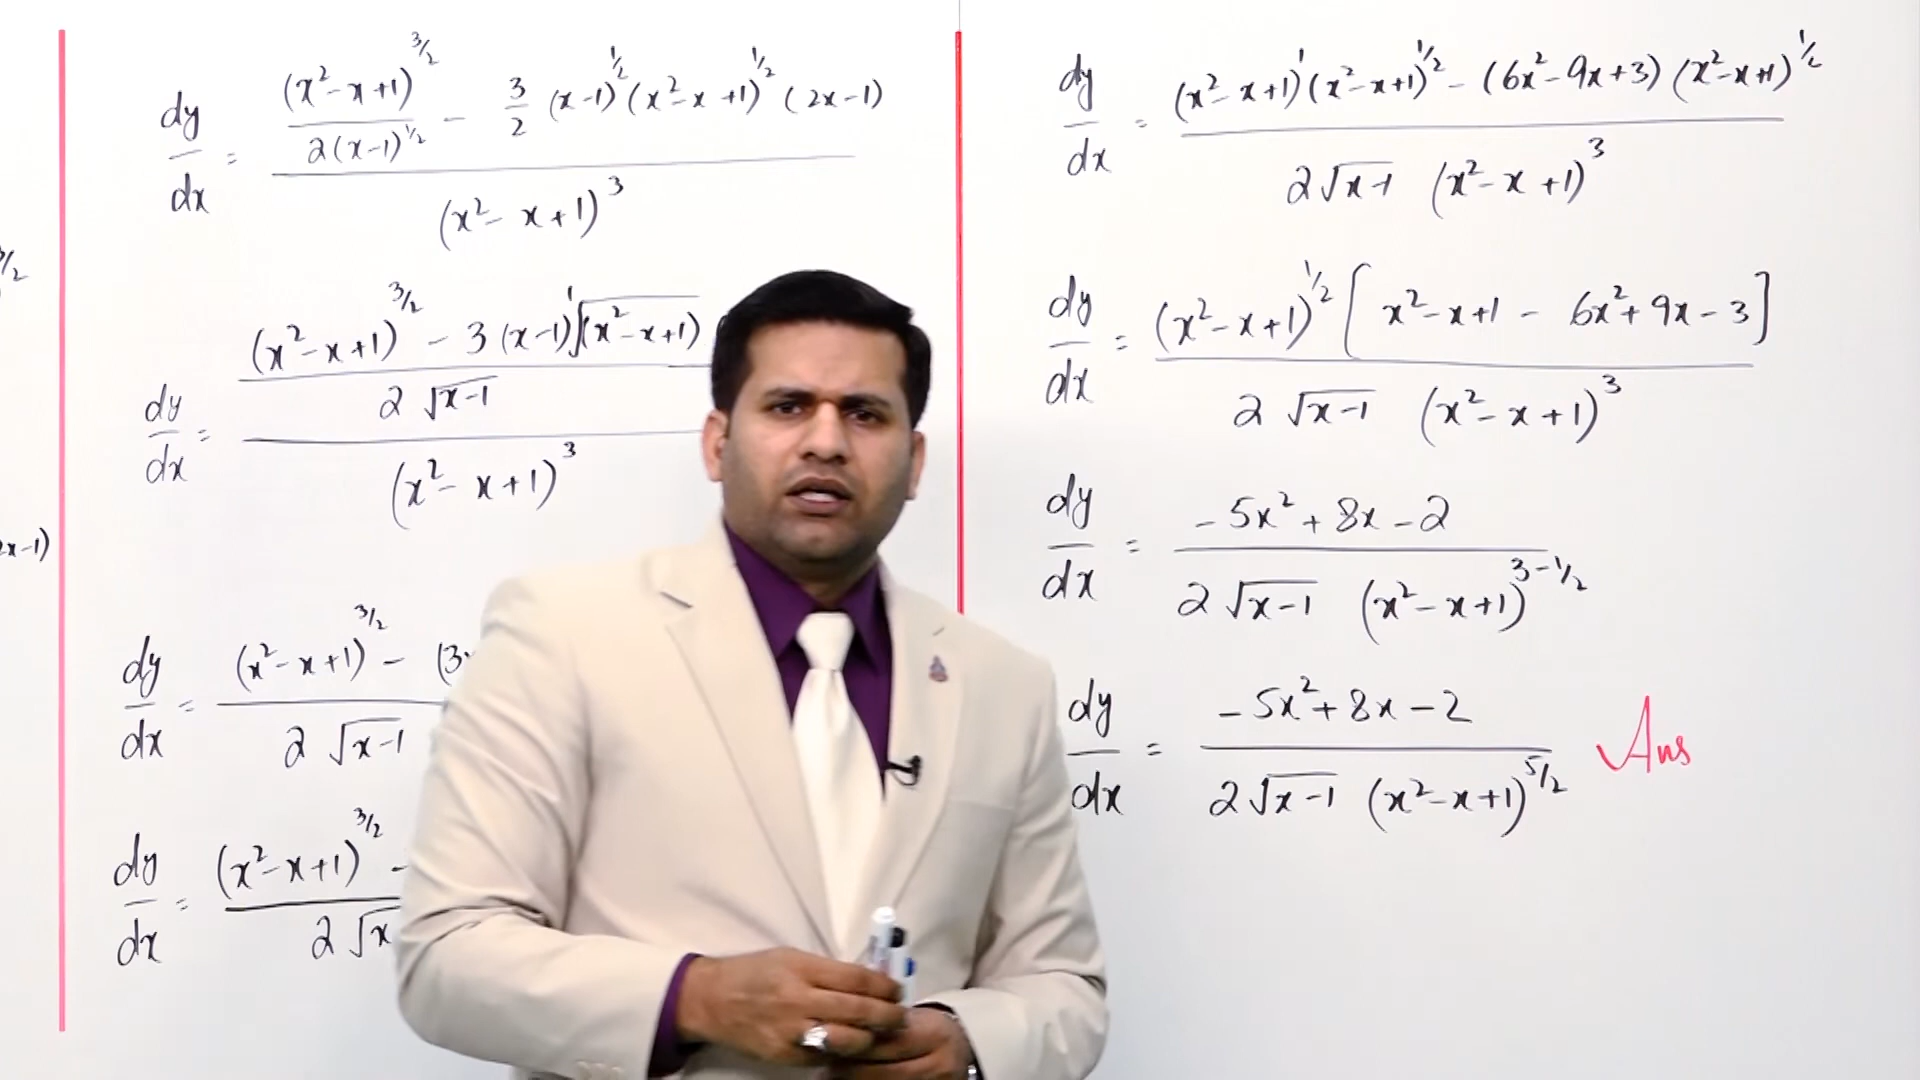 3/2
2x-1)
dy/dx = ((x²-x+1)^3/2 / 2(x-1)^1/2 - 3/2 (x-1)^1/2 (x²-x+1)^1/2 (2x-1)) / (x²-x+1)³
dy/dx = ((x²-x+1)^3/2 - 3(x-1)^1 √(x²-x+1) / 2√x-1) / (x²-x+1)³
dy/dx = (x²-x+1)^3/2 - (3x / 2√x-1
dy/dx = (x²-x+1)^3/2 - / 2√x
dy/dx = (x²-x+1)^1 (x²-x+1)^1/2 - (6x²-9x+3)(x²-x+1)^1/2 / 2√x-1 (x²-x+1)³
dy/dx = (x²-x+1)^1/2 [x²-x+1 - 6x²+9x-3] / 2√x-1 (x²-x+1)³
dy/dx = -5x²+8x-2 / 2√x-1 (x²-x+1)^3-1/2
dy/dx = -5x²+8x-2 / 2√x-1 (x²-x+1)^5/2 Ans